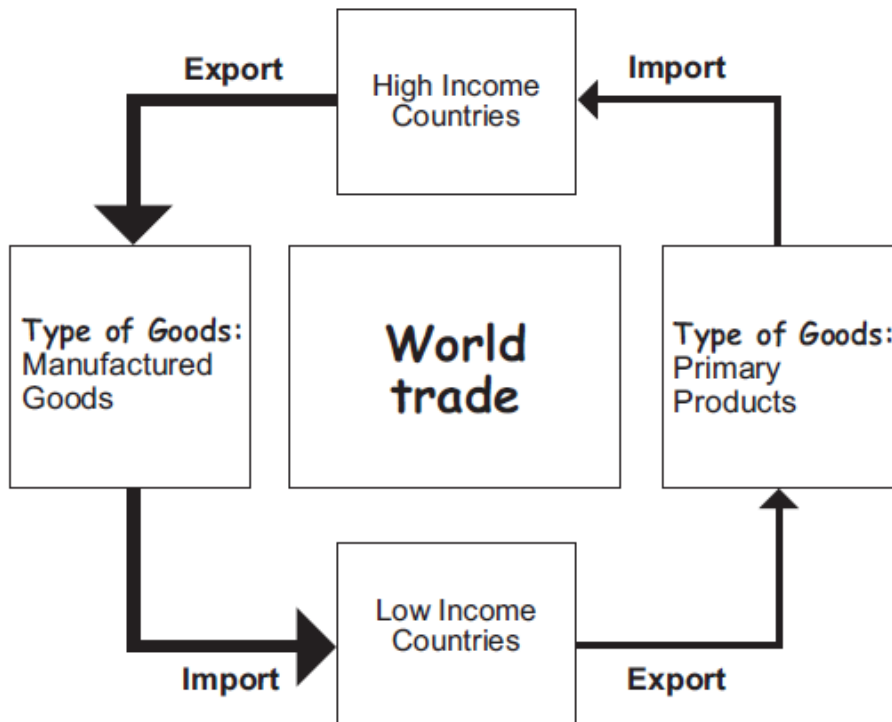 Export
High Income
Countries
Import
Type of Goods:
Manufactured
Goods
World
trade
Type of Goods:
Primary
Products
Low Income
Countries
Import
Export